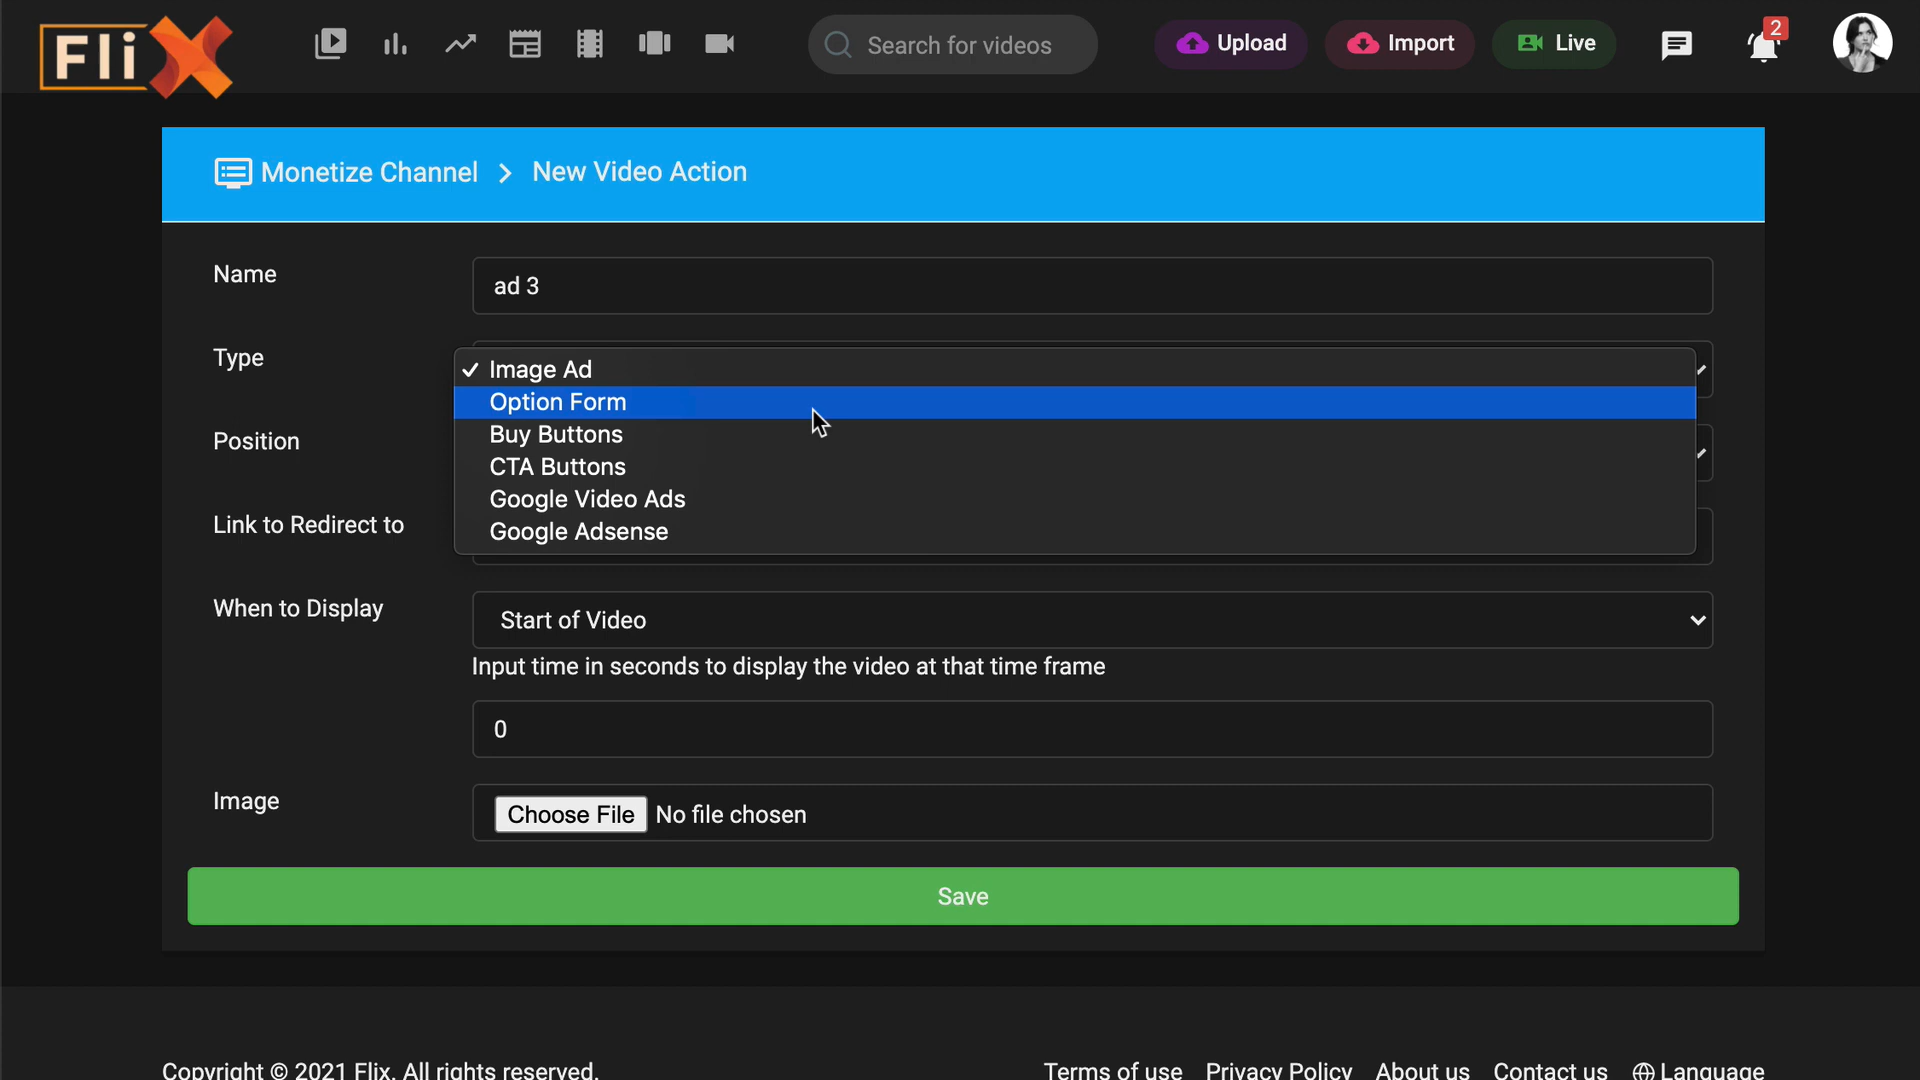 FliX
Search for videos
Upload
Import
Live
2
Monetize Channel > New Video Action
Name
ad 3
Type
✓ Image Ad
Option Form
Buy Buttons
CTA Buttons
Google Video Ads
Google Adsense
Position
Link to Redirect to
When to Display
Start of Video
Input time in seconds to display the video at that time frame
0
Image
Choose File No file chosen
Save
Copyright © 2021 Flix. All rights reserved.
Terms of use Privacy Policy About us Contact us Language